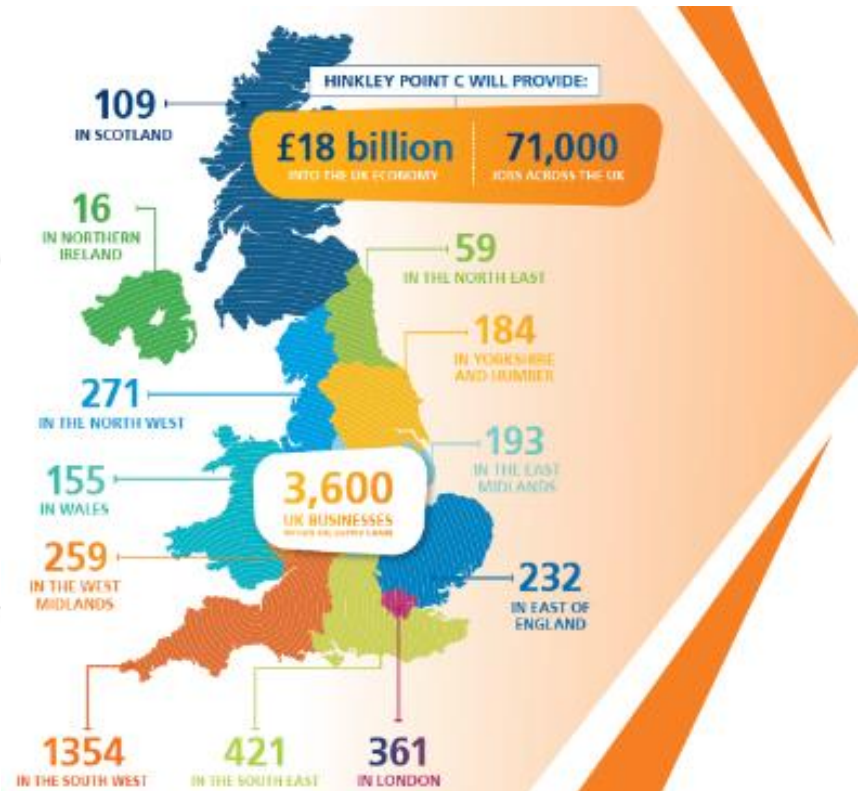 HINKLEY POINT C WILL PROVIDE:
£18 billion
INTO THE UK ECONOMY
71,000
JOBS ACROSS THE UK
109
IN SCOTLAND
16
IN NORTHERN
IRELAND
59
IN THE NORTH EAST
184
IN YORKSHIRE
AND HUMBER
271
IN THE NORTH WEST
193
IN THE EAST
MIDLANDS
155
IN WALES
3,600
UK BUSINESSES
259
IN THE WEST
MIDLANDS
232
IN EAST OF
ENGLAND
1354
IN THE SOUTH WEST
421
IN THE SOUTH EAST
361
IN LONDON